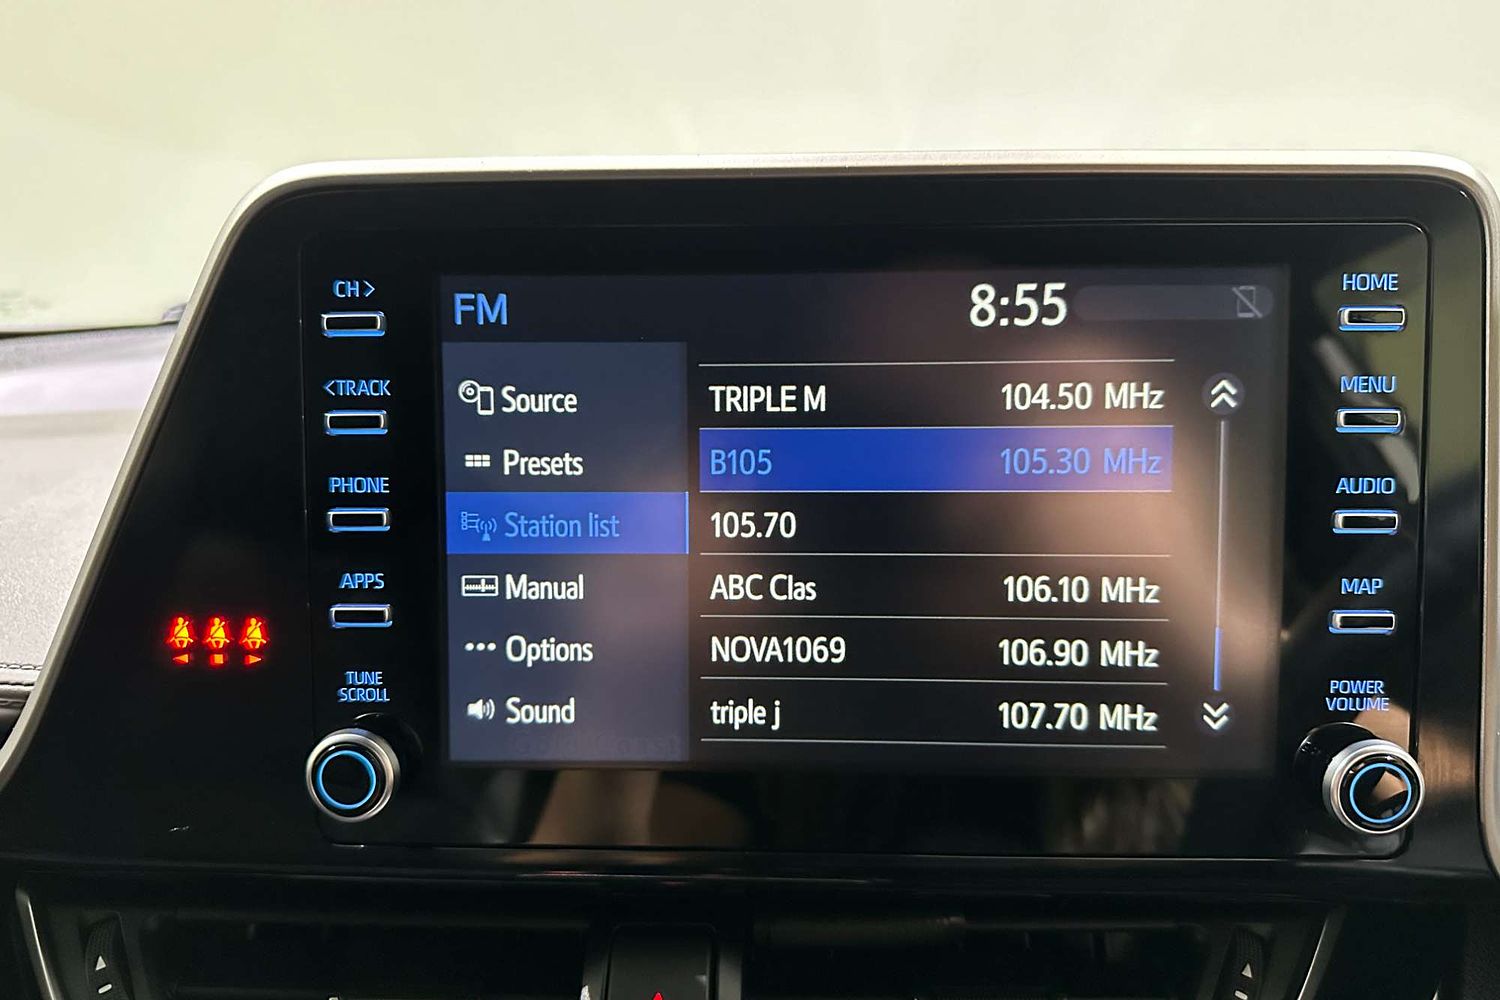 CH>
<TRACK
PHONE
APPS
TUNE
SCROLL
FM
8:55
Source
Presets
Station list
Manual
Options
Sound
TRIPLE M 104.50 MHz
B105 105.30 MHz
105.70
ABC Clas 106.10 MHz
NOVA1069 106.90 MHz
triple j 107.70 MHz
HOME
MENU
AUDIO
MAP
POWER
VOLUME